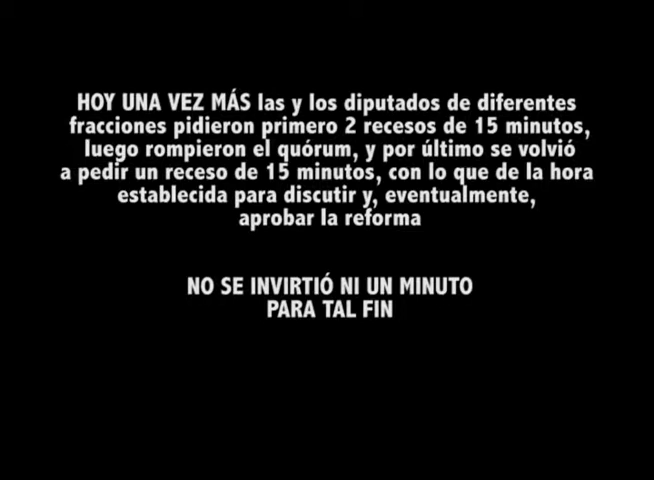 HOY UNA VEZ MÁS las y los diputados de diferentes
fracciones pidieron primero 2 recesos de 15 minutos,
luego rompieron el quórum, y por último se volvió
a pedir un receso de 15 minutos, con lo que de la hora
establecida para discutir y, eventualmente,
aprobar la reforma
NO SE INVIRTIÓ NI UN MINUTO
PARA TAL FIN